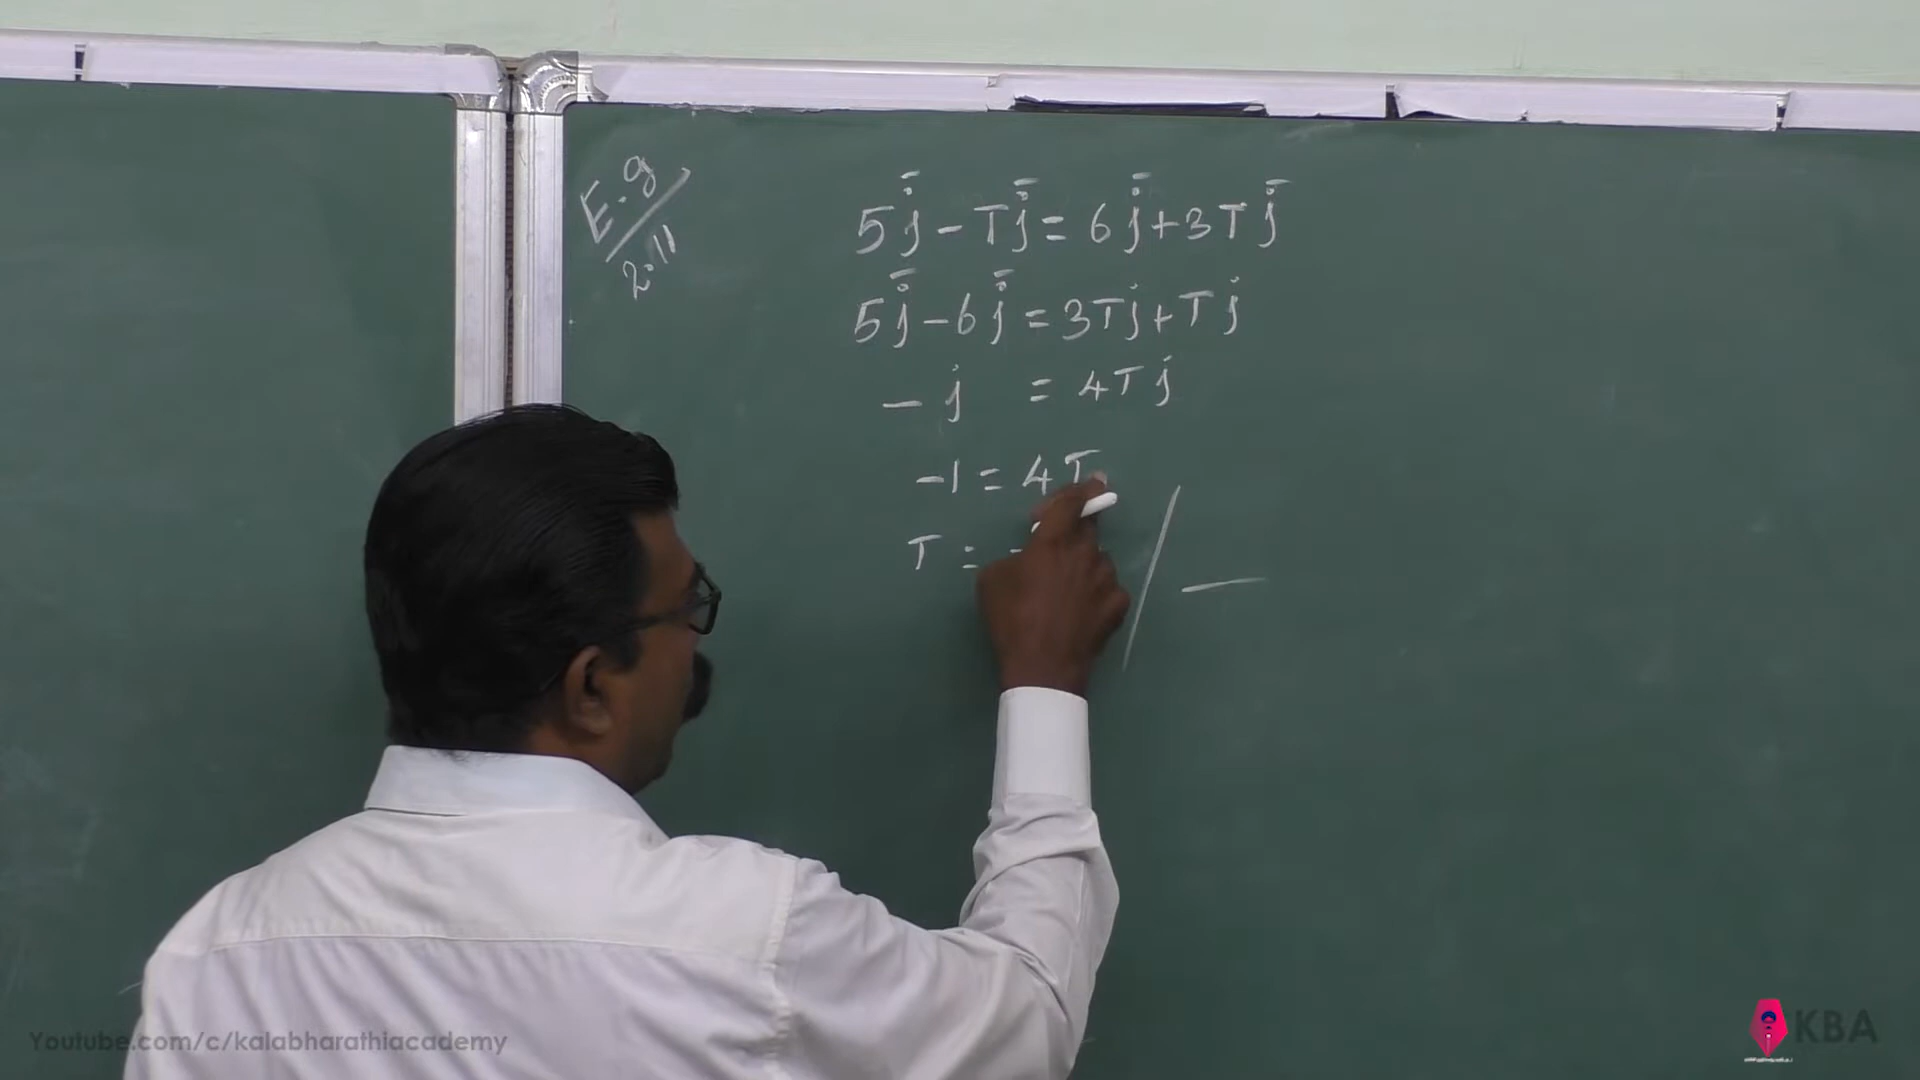 E.g
2.11
5j̄ - Tj̄ = 6j̄ + 3Tj̄
5j̄ - 6j̄ = 3Tj + Tj
- j = 4Tj
-1 = 4T
T = -
Youtube.com/c/kalabharathiacademy
KBA